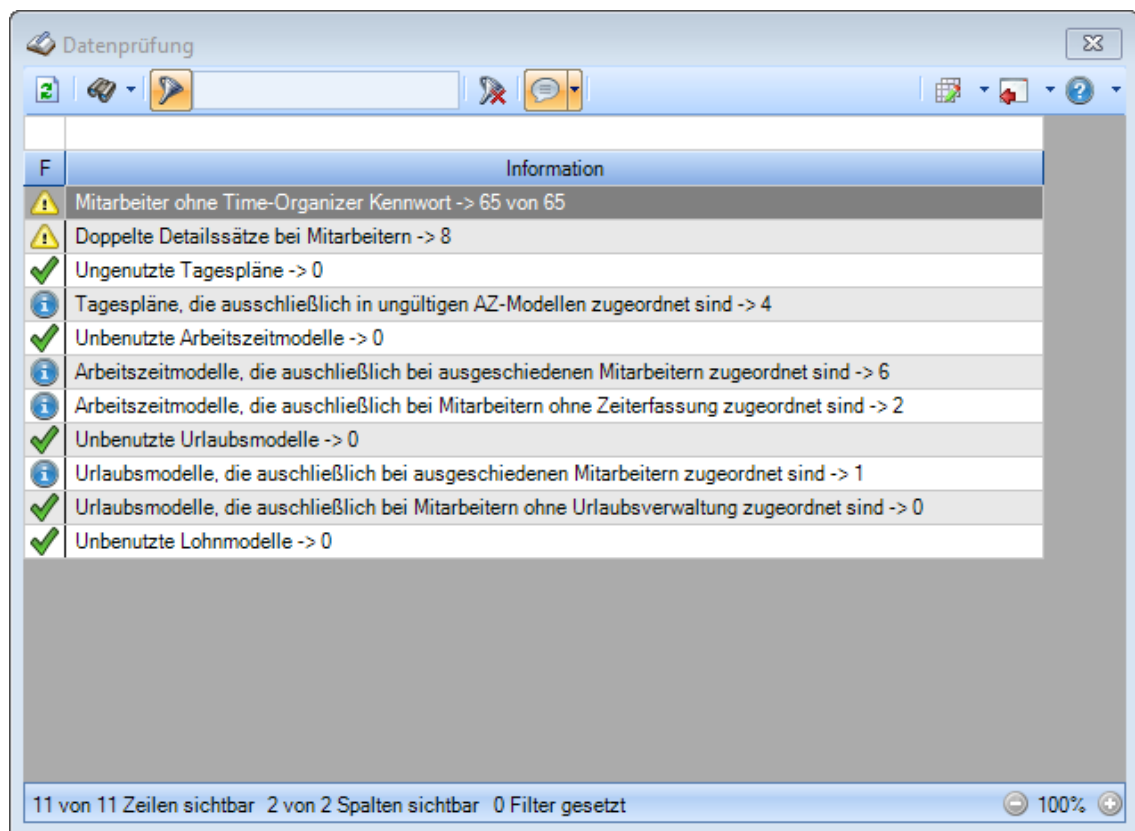 Datenprüfung
F Information
Mitarbeiter ohne Time-Organizer Kennwort -> 65 von 65
Doppelte Detailssätze bei Mitarbeitern -> 8
Ungenutzte Tagespläne -> 0
Tagespläne, die ausschließlich in ungültigen AZ-Modellen zugeordnet sind -> 4
Unbenutzte Arbeitszeitmodelle -> 0
Arbeitszeitmodelle, die auschließlich bei ausgeschiedenen Mitarbeitern zugeordnet sind -> 6
Arbeitszeitmodelle, die auschließlich bei Mitarbeitern ohne Zeiterfassung zugeordnet sind -> 2
Unbenutzte Urlaubsmodelle -> 0
Urlaubsmodelle, die auschließlich bei ausgeschiedenen Mitarbeitern zugeordnet sind -> 1
Urlaubsmodelle, die auschließlich bei Mitarbeitern ohne Urlaubsverwaltung zugeordnet sind -> 0
Unbenutzte Lohnmodelle -> 0
11 von 11 Zeilen sichtbar 2 von 2 Spalten sichtbar 0 Filter gesetzt 100%